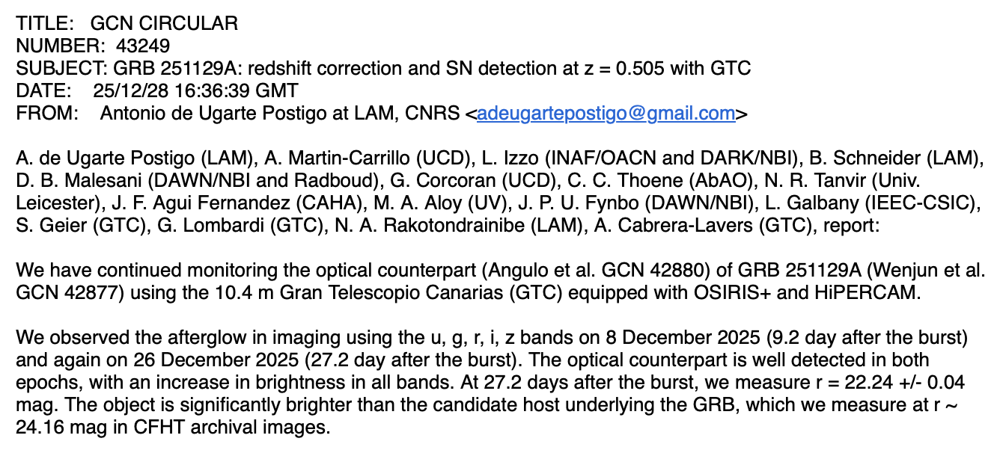 TITLE: GCN CIRCULAR
NUMBER: 43249
SUBJECT: GRB 251129A: redshift correction and SN detection at z = 0.505 with GTC
DATE: 25/12/28 16:36:39 GMT
FROM: Antonio de Ugarte Postigo at LAM, CNRS <adeugartepostigo@gmail.com>
A. de Ugarte Postigo (LAM), A. Martin-Carrillo (UCD), L. Izzo (INAF/OACN and DARK/NBI), B. Schneider (LAM),
D. B. Malesani (DAWN/NBI and Radboud), G. Corcoran (UCD), C. C. Thoene (AbAO), N. R. Tanvir (Univ.
Leicester), J. F. Agui Fernandez (CAHA), M. A. Aloy (UV), J. P. U. Fynbo (DAWN/NBI), L. Galbany (IEEC-CSIC),
S. Geier (GTC), G. Lombardi (GTC), N. A. Rakotondrainibe (LAM), A. Cabrera-Lavers (GTC), report:
We have continued monitoring the optical counterpart (Angulo et al. GCN 42880) of GRB 251129A (Wenjun et al.
GCN 42877) using the 10.4 m Gran Telescopio Canarias (GTC) equipped with OSIRIS+ and HiPERCAM.
We observed the afterglow in imaging using the u, g, r, i, z bands on 8 December 2025 (9.2 day after the burst)
and again on 26 December 2025 (27.2 day after the burst). The optical counterpart is well detected in both
epochs, with an increase in brightness in all bands. At 27.2 days after the burst, we measure r = 22.24 +/- 0.04
mag. The object is significantly brighter than the candidate host underlying the GRB, which we measure at r ~
24.16 mag in CFHT archival images.